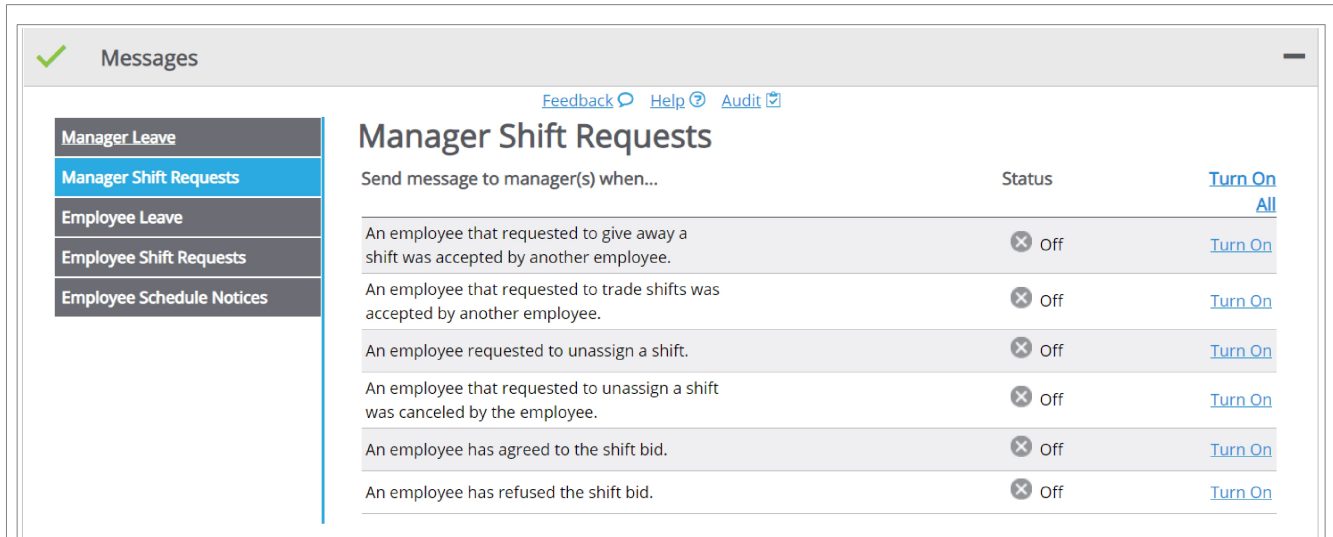 Messages
Feedback Help Audit
Manager Leave
Manager Shift Requests
Employee Leave
Employee Shift Requests
Employee Schedule Notices
Manager Shift Requests
Send message to manager(s) when... Status Turn On
All
An employee that requested to give away a
shift was accepted by another employee.
Off Turn On
An employee that requested to trade shifts was
accepted by another employee.
Off Turn On
An employee requested to unassign a shift. Off Turn On
An employee that requested to unassign a shift
was canceled by the employee.
Off Turn On
An employee has agreed to the shift bid. Off Turn On
An employee has refused the shift bid. Off Turn On